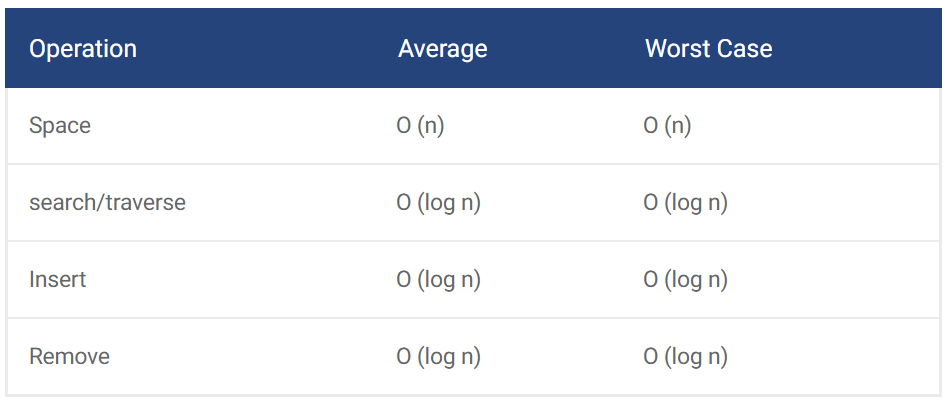 Operation Average Worst Case
Space O (n) O (n)
search/traverse O (log n) O (log n)
Insert O (log n) O (log n)
Remove O (log n) O (log n)